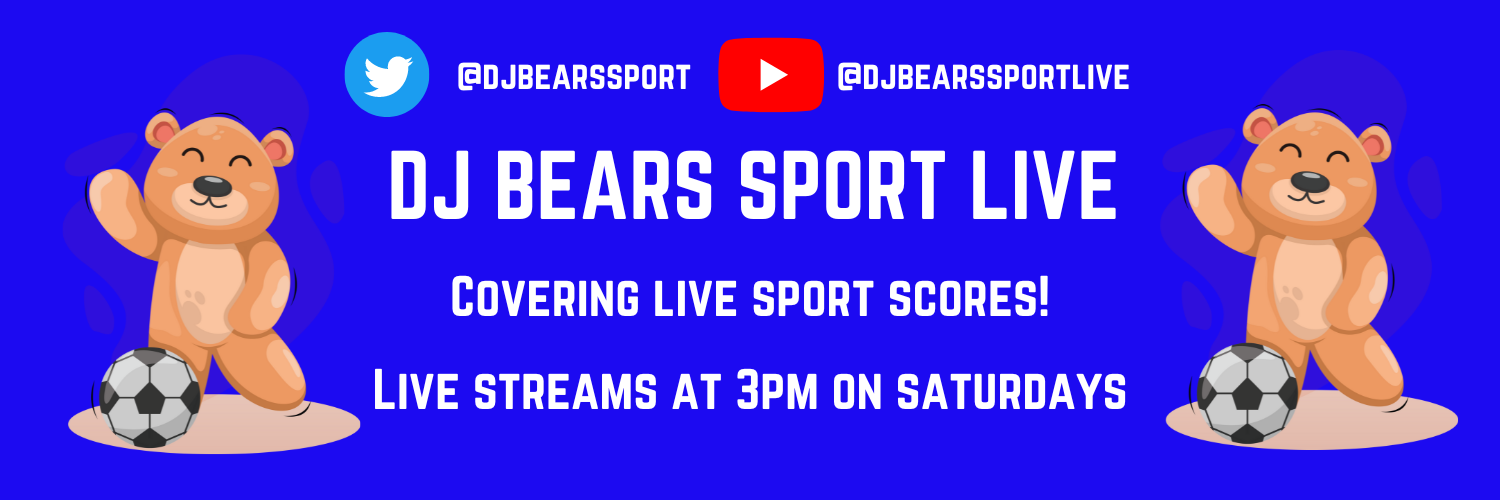 @DJBEARSSPORT @DJBEARSSPORTLIVE
DJ BEARS SPORT LIVE
COVERING LIVE SPORT SCORES!
LIVE STREAMS AT 3PM ON SATURDAYS